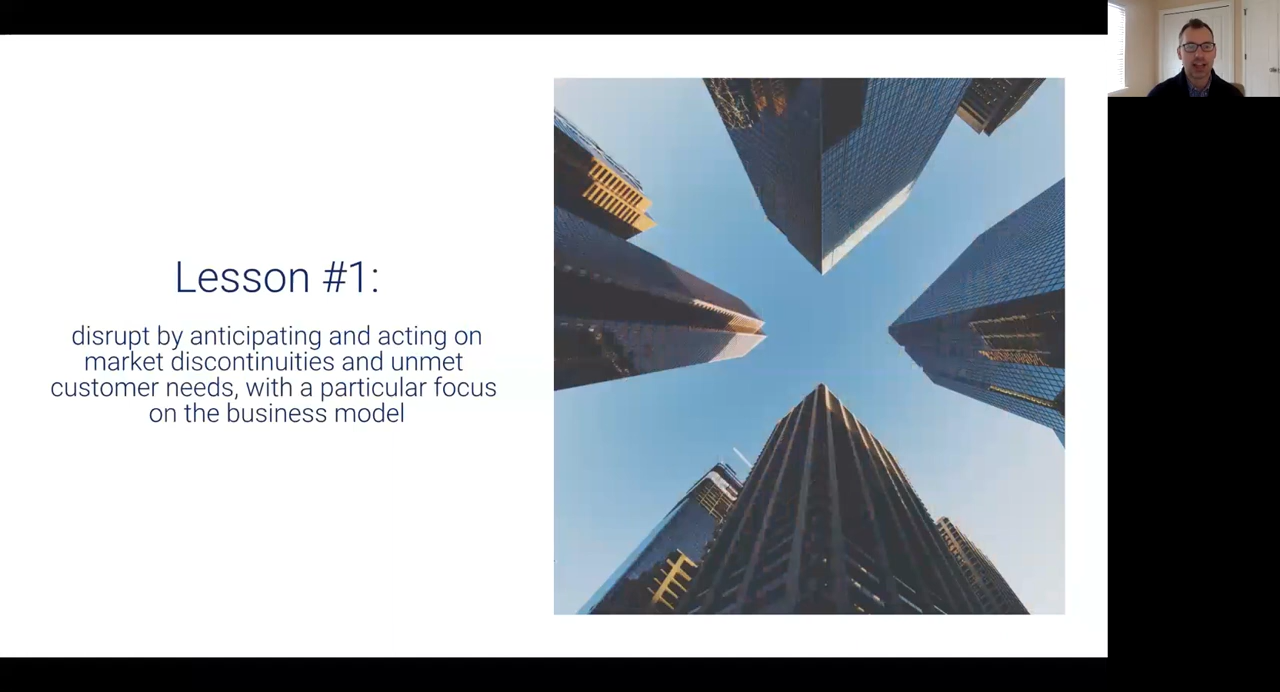 Lesson #1:
disrupt by anticipating and acting on
market discontinuities and unmet
customer needs, with a particular focus
on the business model